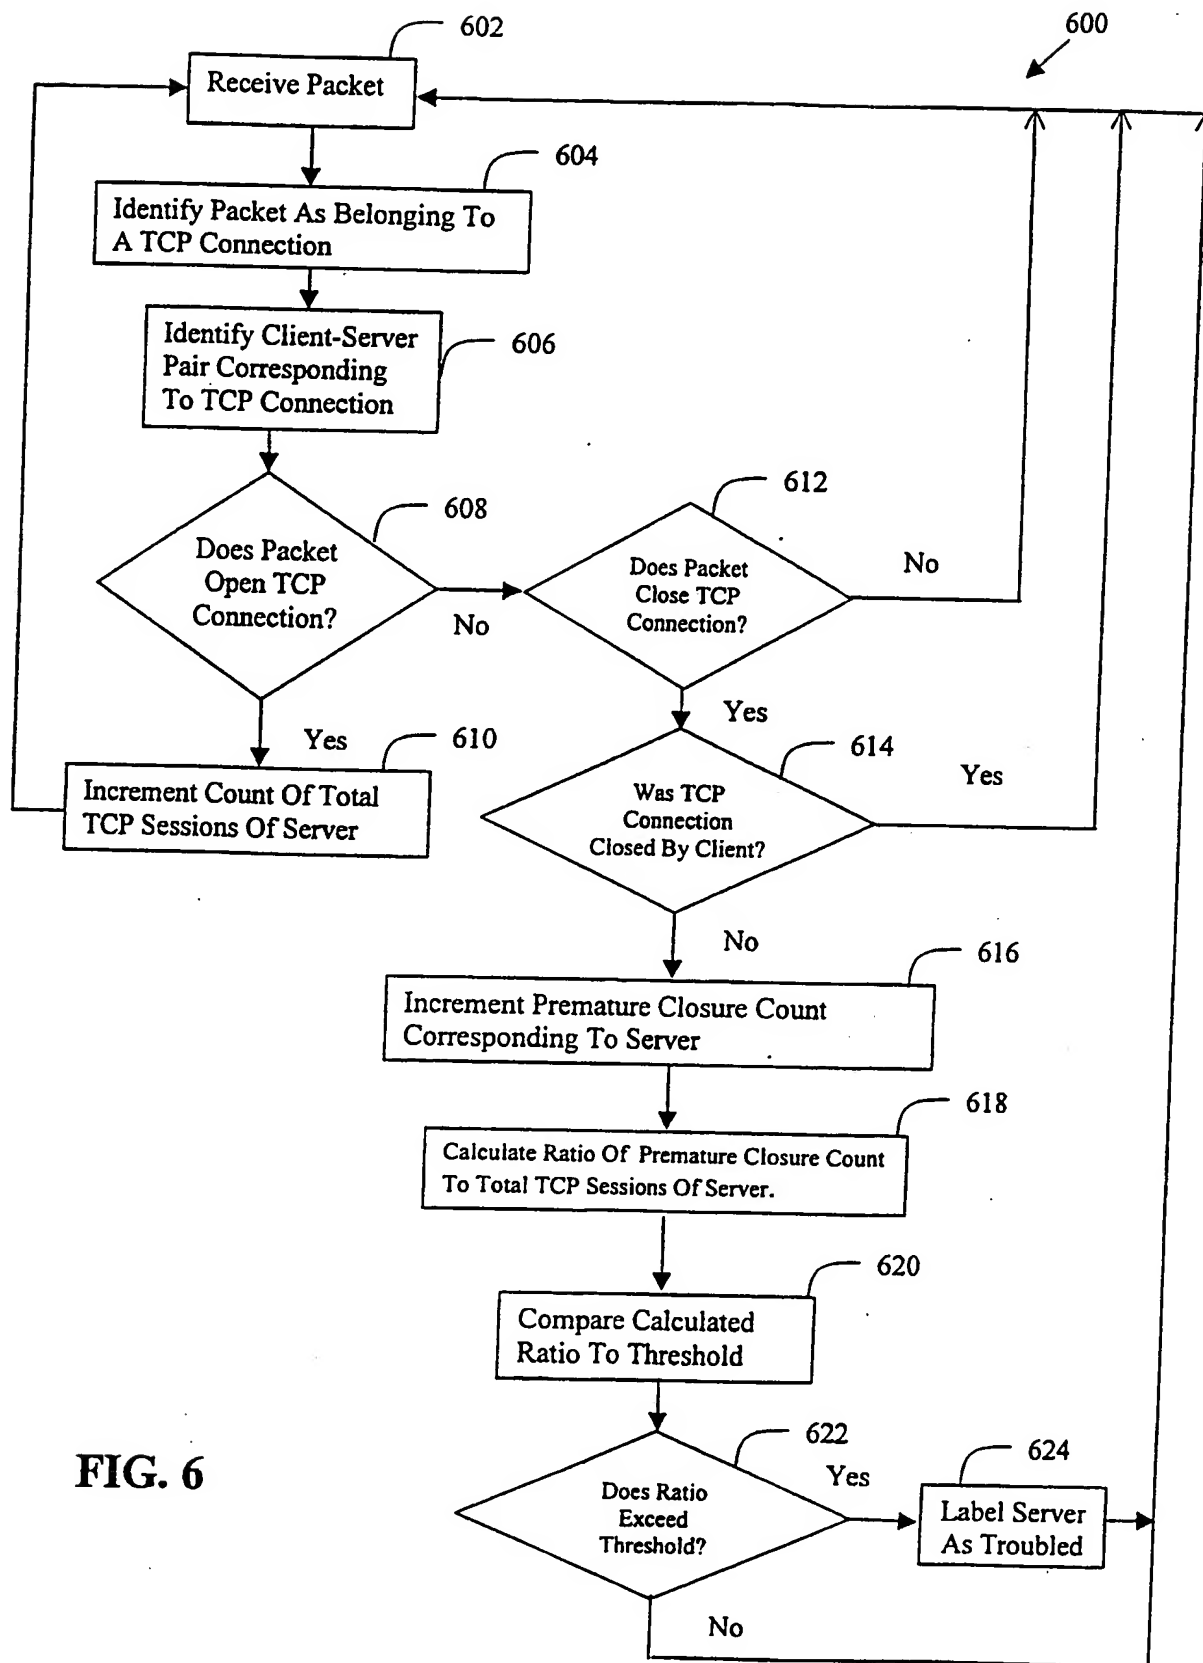 602
600
Receive Packet
604
Identify Packet As Belonging To
A TCP Connection
Identify Client-Server
Pair Corresponding
To TCP Connection
606
608
Does Packet
Open TCP
Connection?
No
612
Does Packet
Close TCP
Connection?
No
Yes
Yes
610
Increment Count Of Total
TCP Sessions Of Server
614
Was TCP
Connection
Closed By Client?
Yes
No
616
Increment Premature Closure Count
Corresponding To Server
618
Calculate Ratio Of Premature Closure Count
To Total TCP Sessions Of Server.
620
Compare Calculated
Ratio To Threshold
622
Does Ratio
Exceed
Threshold?
Yes
624
Label Server
As Troubled
No
FIG. 6